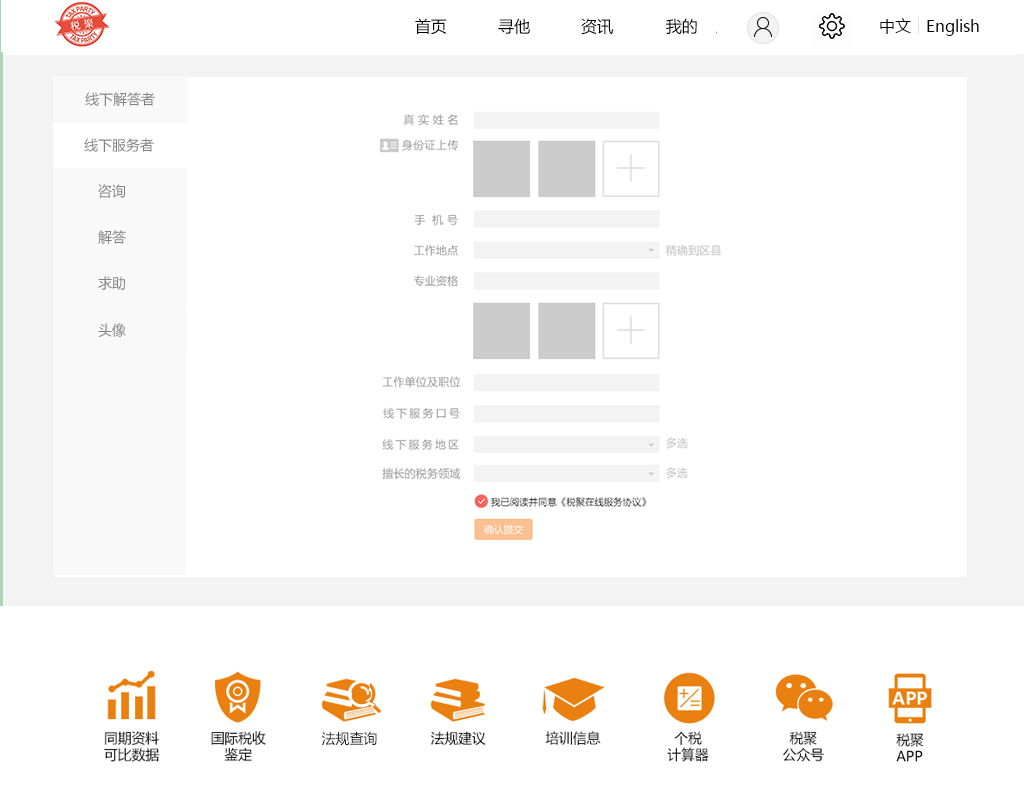 TAX PARTY
税 聚
TAX PARTY
首页
寻他
资讯
我的
中文
English
线下解答者
线下服务者
咨询
解答
求助
头像
真实姓名
身份证上传
手 机 号
工作地点
精确到区县
专业资格
工作单位及职位
线下服务口号
线下服务地区
多选
擅长的税务领域
多选
我已阅读并同意《税聚在线服务协议》
确认提交
同期资料
可比数据
国际税收
鉴定
法规查询
法规建议
培训信息
个税
计算器
税聚
公众号
APP
税聚
APP